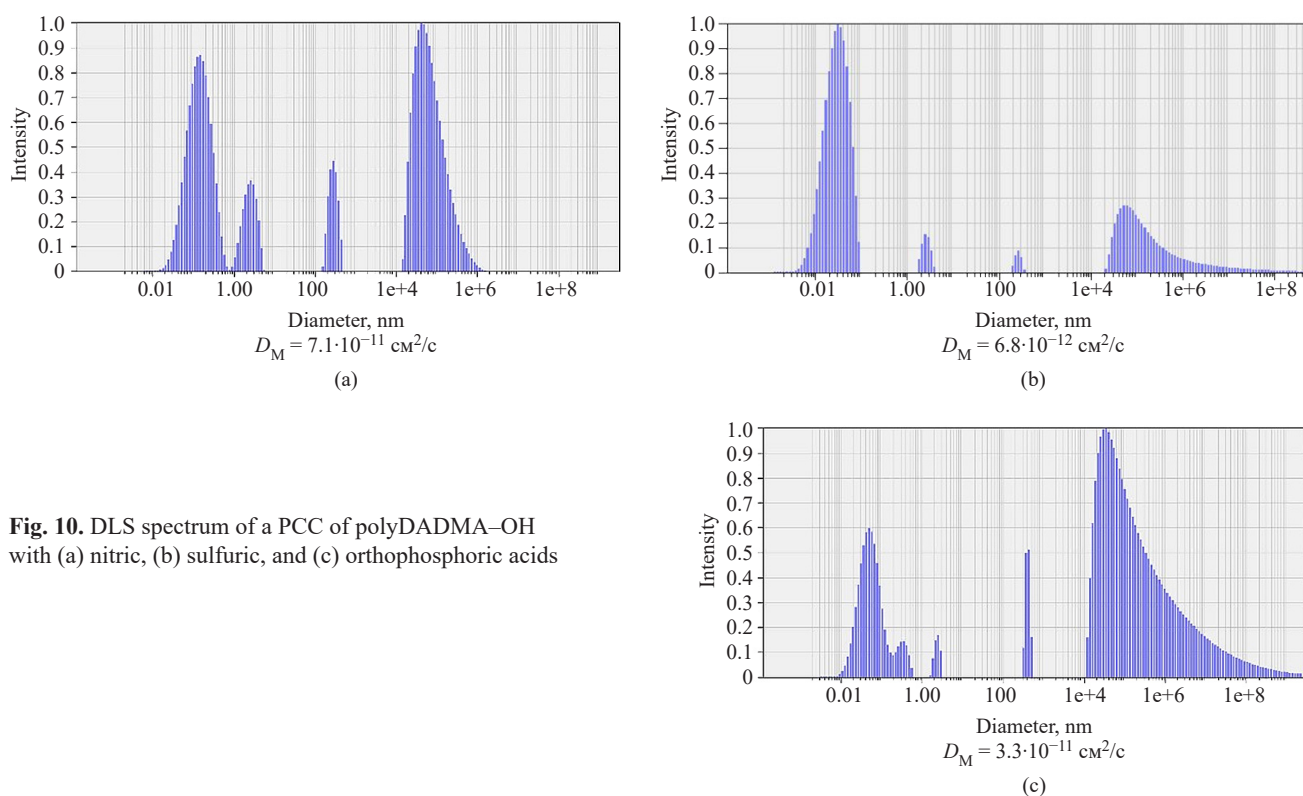 1.0
0.9
0.8
0.7
0.6
0.5
0.4
0.3
0.2
0.1
0
Intensity
0.01 1.00 100 1e+4 1e+6 1e+8
Diameter, nm
D_M = 7.1·10⁻¹¹ см²/с
(a)
1.0
0.9
0.8
0.7
0.6
0.5
0.4
0.3
0.2
0.1
0
Intensity
0.01 1.00 100 1e+4 1e+6 1e+8
Diameter, nm
D_M = 6.8·10⁻¹² см²/с
(b)
Fig. 10. DLS spectrum of a PCC of polyDADMA–OH
with (a) nitric, (b) sulfuric, and (c) orthophosphoric acids
1.0
0.9
0.8
0.7
0.6
0.5
0.4
0.3
0.2
0.1
0
Intensity
0.01 1.00 100 1e+4 1e+6 1e+8
Diameter, nm
D_M = 3.3·10⁻¹¹ см²/с
(c)